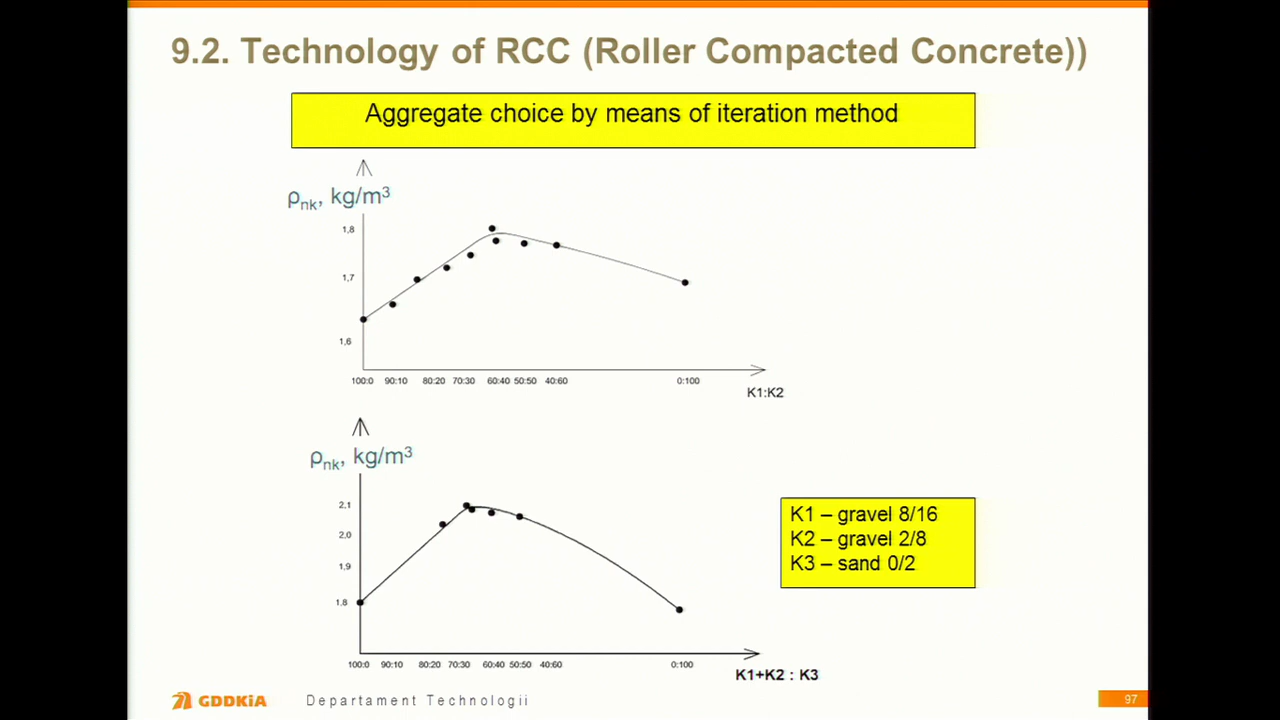 9.2. Technology of RCC (Roller Compacted Concrete))
Aggregate choice by means of iteration method
ρnk, kg/m³
1,8
1,7
1,6
100:0 90:10 80:20 70:30 60:40 50:50 40:60 0:100
K1:K2
ρnk, kg/m³
2,1
2,0
1,9
1,8
100:0 90:10 80:20 70:30 60:40 50:50 40:60 0:100
K1+K2 : K3
K1 – gravel 8/16
K2 – gravel 2/8
K3 – sand 0/2
GDDKiA Departament Technologii 97